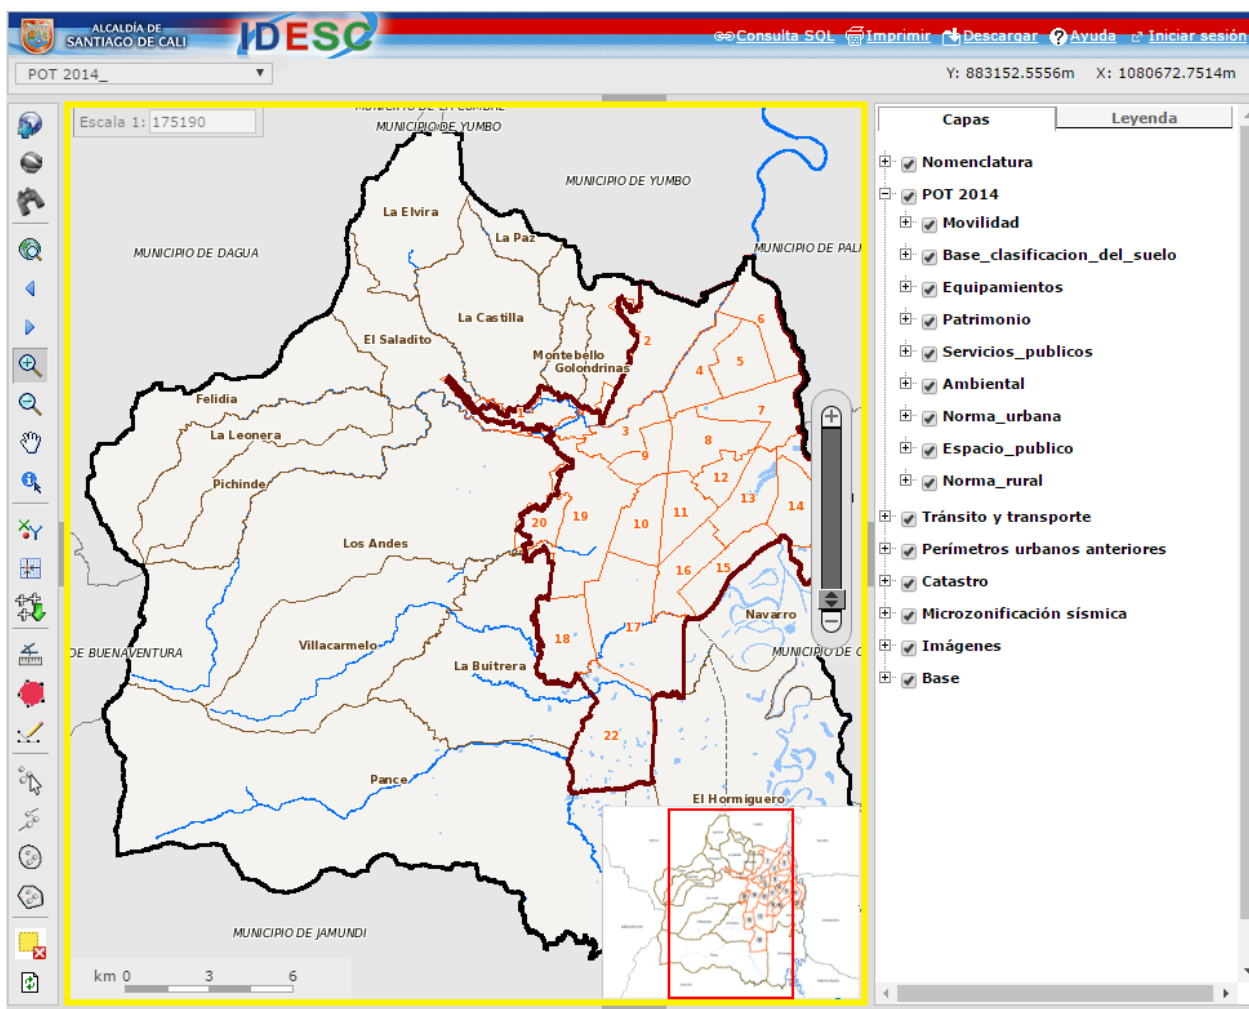 ALCALDÍA DE
SANTIAGO DE CALI
IDESC
Consulta SQL Imprimir Descargar Ayuda Iniciar sesión
POT 2014_
Y: 883152.5556m X: 1080672.7514m
Escala 1: 175190
MUNICIPIO DE LA CUMBRE
MUNICIPIO DE YUMBO
MUNICIPIO DE YUMBO
La Elvira
La Paz
MUNICIPIO DE DAGUA
MUNICIPIO DE PAL
La Castilla
6
El Saladito
2
Montebello
5
Golondrinas
4
Felidia
1
7
La Leonera
3
8
9
Pichinde
12
13
14
20
19
10
11
Los Andes
16
15
Navarro
17
18
Villacarmelo
DE BUENAVENTURA
MUNICIPIO DE C
La Buitrera
22
Pance
El Hormiguero
MUNICIPIO DE JAMUNDI
km 0 3 6
Capas
Leyenda
Nomenclatura
POT 2014
Movilidad
Base_clasificacion_del_suelo
Equipamientos
Patrimonio
Servicios_publicos
Ambiental
Norma_urbana
Espacio_publico
Norma_rural
Tránsito y transporte
Perímetros urbanos anteriores
Catastro
Microzonificación sísmica
Imágenes
Base